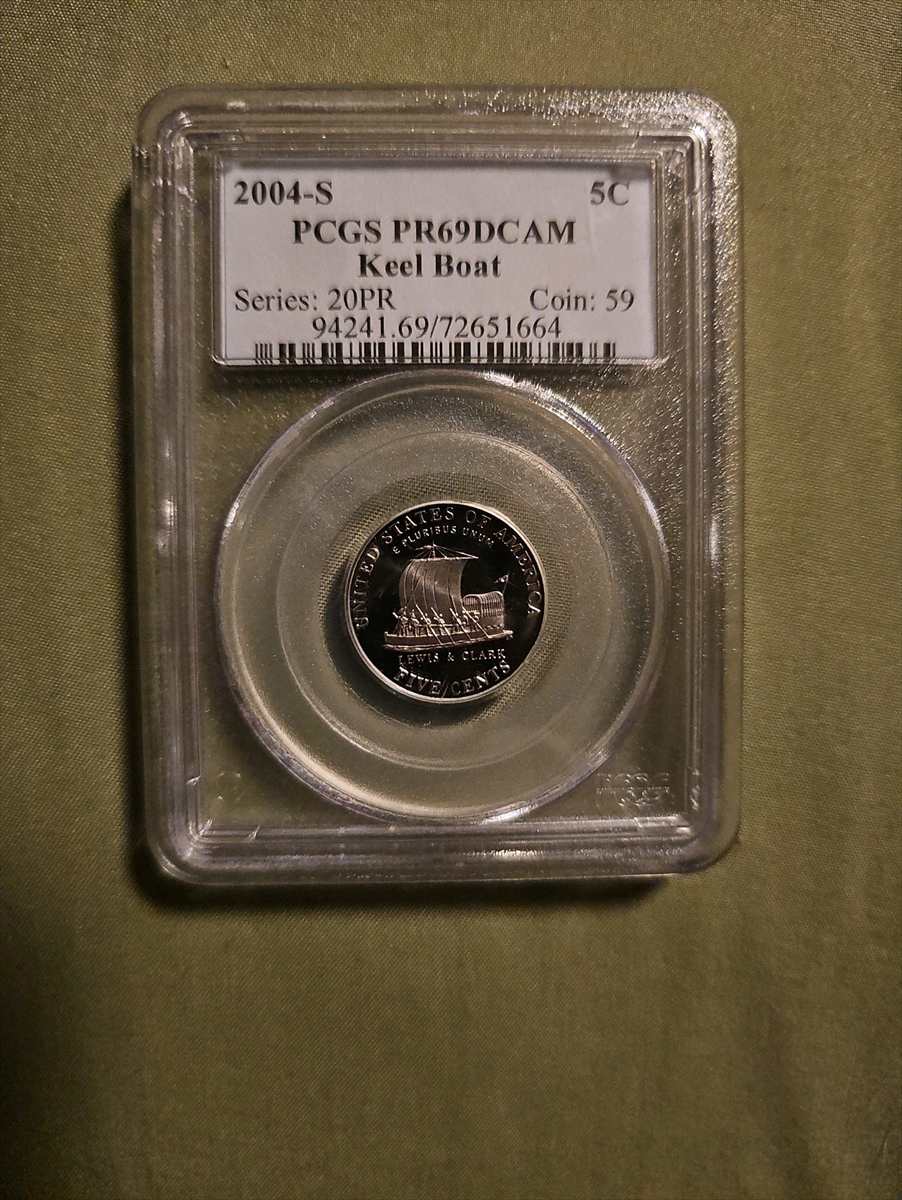 2004-S 5C
PCGS PR69DCAM
Keel Boat
Series: 20PR Coin: 59
94241.69/72651664
UNITED STATES OF AMERICA
E PLURIBUS UNUM
LEWIS & CLARK
FIVE CENTS